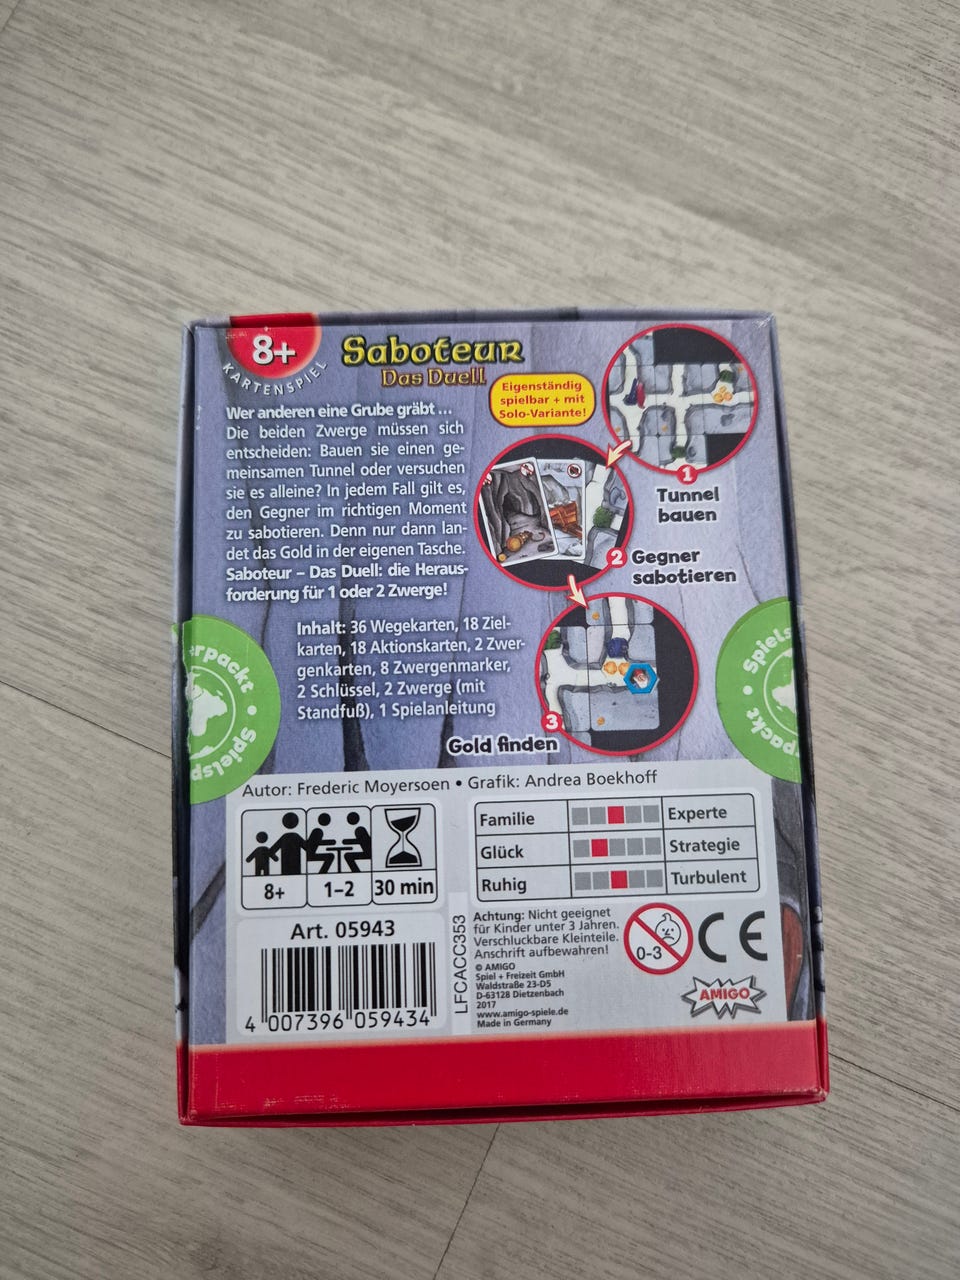 8+
KARTENSPIEL
Saboteur
Das Duell
Eigenständig
spielbar + mit
Solo-Variante!
Wer anderen eine Grube gräbt ...
Die beiden Zwerge müssen sich
entscheiden: Bauen sie einen ge-
meinsamen Tunnel oder versuchen
sie es alleine? In jedem Fall gilt es,
den Gegner im richtigen Moment
zu sabotieren. Denn nur dann lan-
det das Gold in der eigenen Tasche.
Saboteur – Das Duell: die Heraus-
forderung für 1 oder 2 Zwerge!
1
Tunnel
bauen
2 Gegner
sabotieren
3
Gold finden
Inhalt: 36 Wegekarten, 18 Ziel-
karten, 18 Aktionskarten, 2 Zwer-
genkarten, 8 Zwergenmarker,
2 Schlüssel, 2 Zwerge (mit
Standfuß), 1 Spielanleitung
erpackt
Spielsp
Spiels
packt
Autor: Frederic Moyersoen • Grafik: Andrea Boekhoff
8+ 1–2 30 min
Familie Experte
Glück Strategie
Ruhig Turbulent
Art. 05943
4 007396 059434
LFCACC353
Achtung: Nicht geeignet
für Kinder unter 3 Jahren.
Verschluckbare Kleinteile.
Anschrift aufbewahren!
© AMIGO
Spiel + Freizeit GmbH
Waldstraße 23-D5
D-63128 Dietzenbach
2017
www.amigo-spiele.de
Made in Germany
0-3
CE
AMIGO